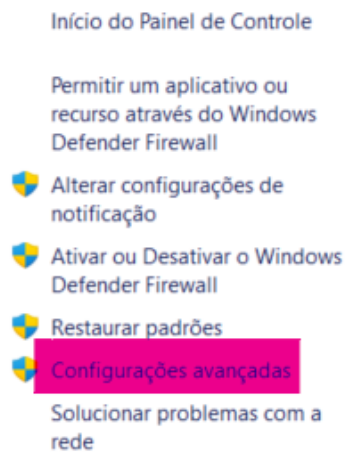 Início do Painel de Controle
Permitir um aplicativo ou
recurso através do Windows
Defender Firewall
Alterar configurações de
notificação
Ativar ou Desativar o Windows
Defender Firewall
Restaurar padrões
Configurações avançadas
Solucionar problemas com a
rede